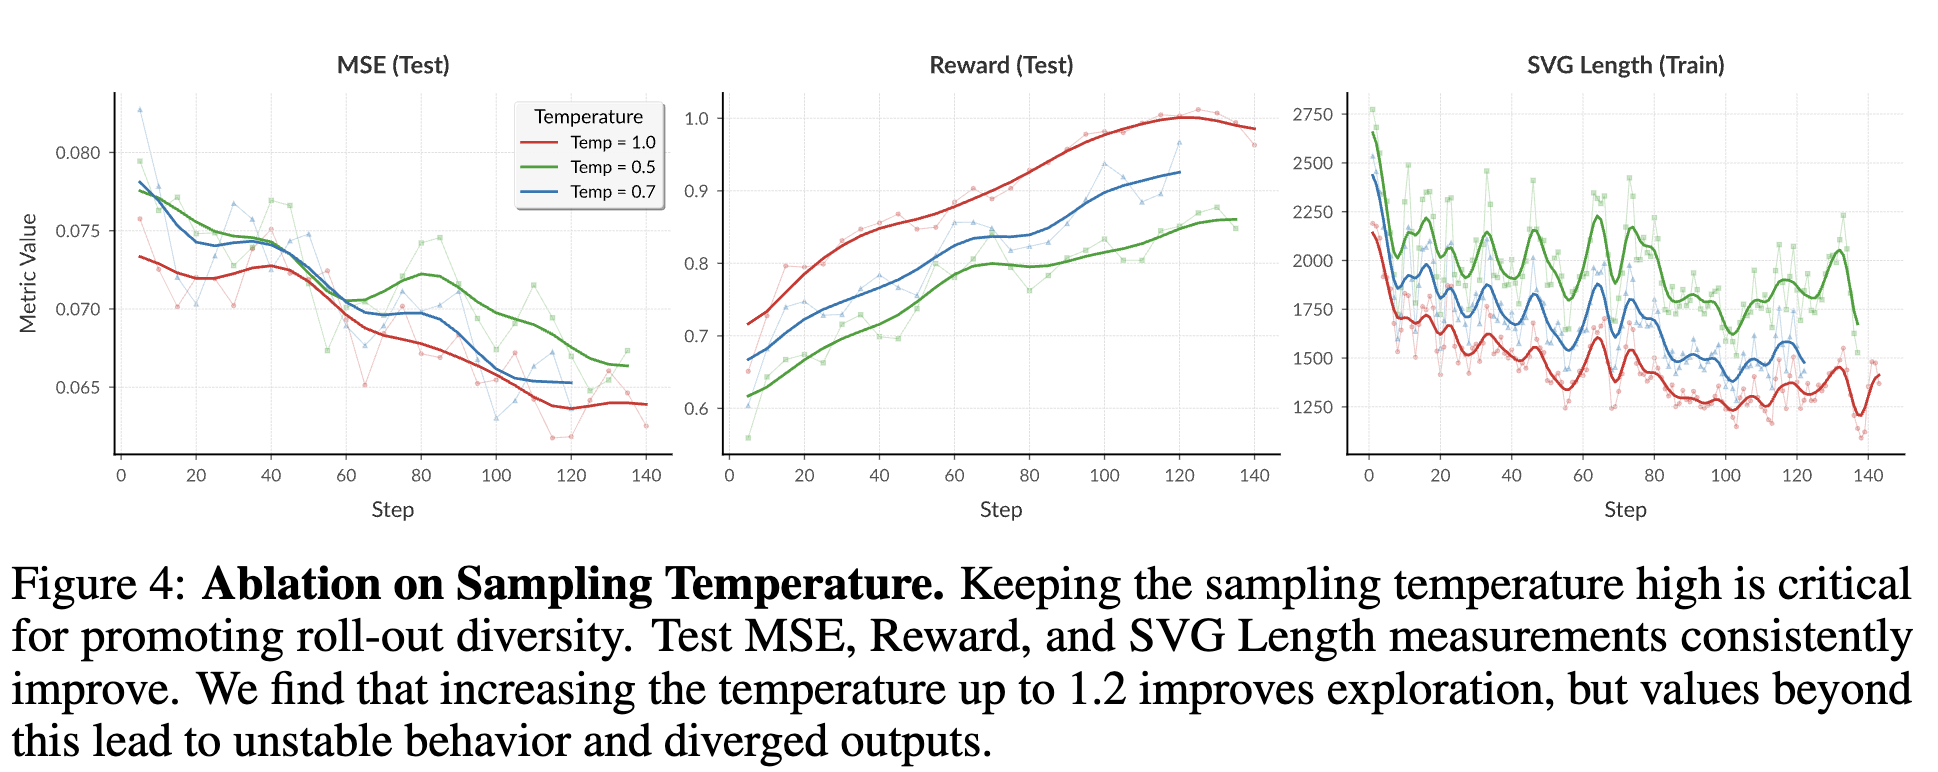 MSE (Test)
Metric Value
0.080
0.075
0.070
0.065
Temperature
Temp = 1.0
Temp = 0.5
Temp = 0.7
0 20 40 60 80 100 120 140
Step
Reward (Test)
1.0
0.9
0.8
0.7
0.6
0 20 40 60 80 100 120 140
Step
SVG Length (Train)
2750
2500
2250
2000
1750
1500
1250
0 20 40 60 80 100 120 140
Step
Figure 4: Ablation on Sampling Temperature. Keeping the sampling temperature high is critical
for promoting roll-out diversity. Test MSE, Reward, and SVG Length measurements consistently
improve. We find that increasing the temperature up to 1.2 improves exploration, but values beyond
this lead to unstable behavior and diverged outputs.